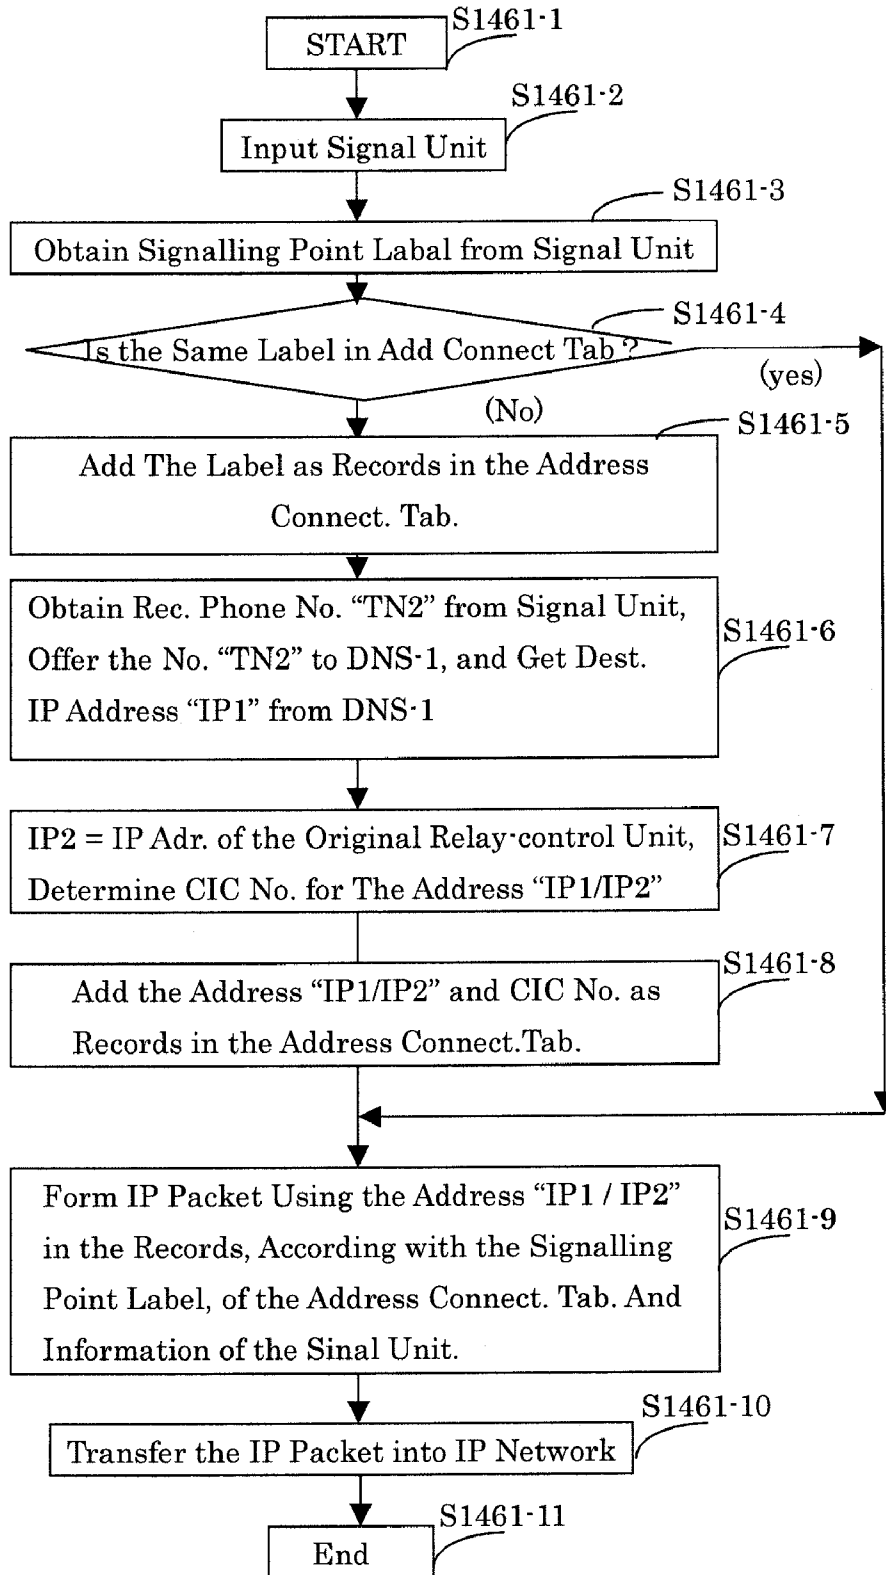 S1461-1
START
S1461-2
Input Signal Unit
S1461-3
Obtain Signalling Point Labal from Signal Unit
S1461-4
Is the Same Label in Add Connect Tab ?
(yes)
(No)
S1461-5
Add The Label as Records in the Address
Connect. Tab.
Obtain Rec. Phone No. “TN2” from Signal Unit,
S1461-6
Offer the No. “TN2” to DNS-1, and Get Dest.
IP Address “IP1” from DNS-1
IP2 = IP Adr. of the Original Relay-control Unit,
S1461-7
Determine CIC No. for The Address “IP1/IP2”
S1461-8
Add the Address “IP1/IP2” and CIC No. as
Records in the Address Connect.Tab.
Form IP Packet Using the Address “IP1 / IP2”
S1461-9
in the Records, According with the Signalling
Point Label, of the Address Connect. Tab. And
Information of the Sinal Unit.
S1461-10
Transfer the IP Packet into IP Network
S1461-11
End